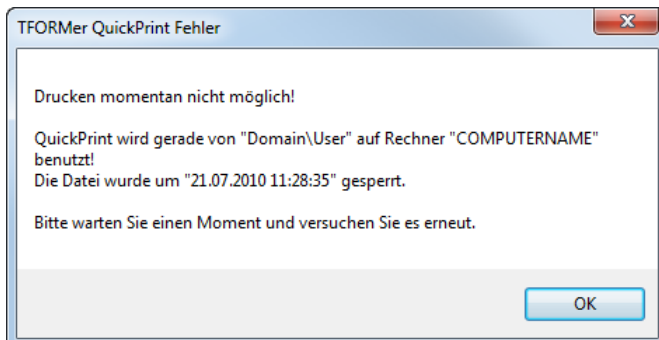 TFORMer QuickPrint Fehler
Drucken momentan nicht möglich!
QuickPrint wird gerade von "Domain\User" auf Rechner "COMPUTERNAME"
benutzt!
Die Datei wurde um "21.07.2010 11:28:35" gesperrt.
Bitte warten Sie einen Moment und versuchen Sie es erneut.
OK